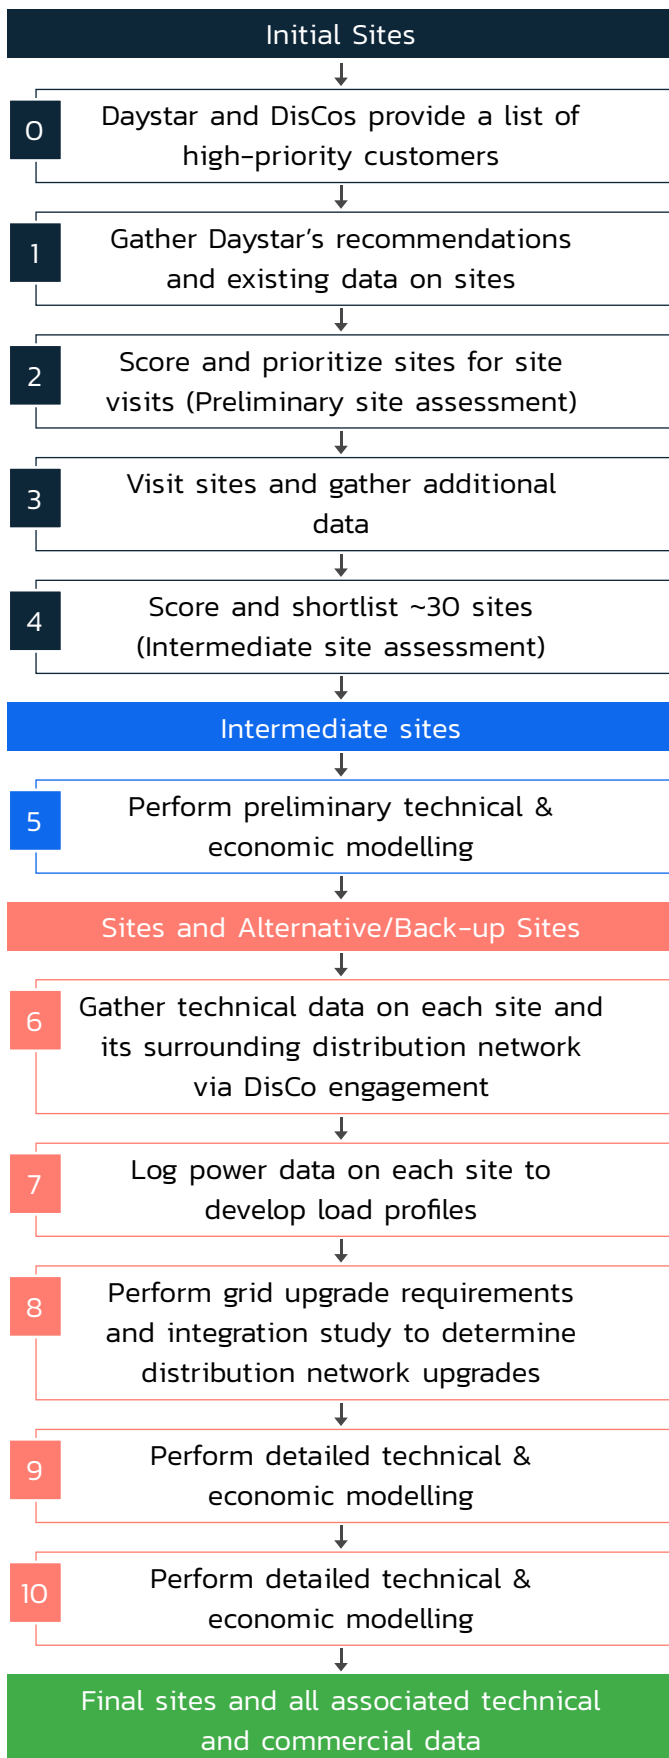 Initial Sites
0
Daystar and DisCos provide a list of
high-priority customers
1
Gather Daystar’s recommendations
and existing data on sites
2
Score and prioritize sites for site
visits (Preliminary site assessment)
3
Visit sites and gather additional
data
4
Score and shortlist ~30 sites
(Intermediate site assessment)
Intermediate sites
5
Perform preliminary technical &
economic modelling
Sites and Alternative/Back-up Sites
6
Gather technical data on each site and
its surrounding distribution network
via DisCo engagement
7
Log power data on each site to
develop load profiles
8
Perform grid upgrade requirements
and integration study to determine
distribution network upgrades
9
Perform detailed technical &
economic modelling
10
Perform detailed technical &
economic modelling
Final sites and all associated technical
and commercial data